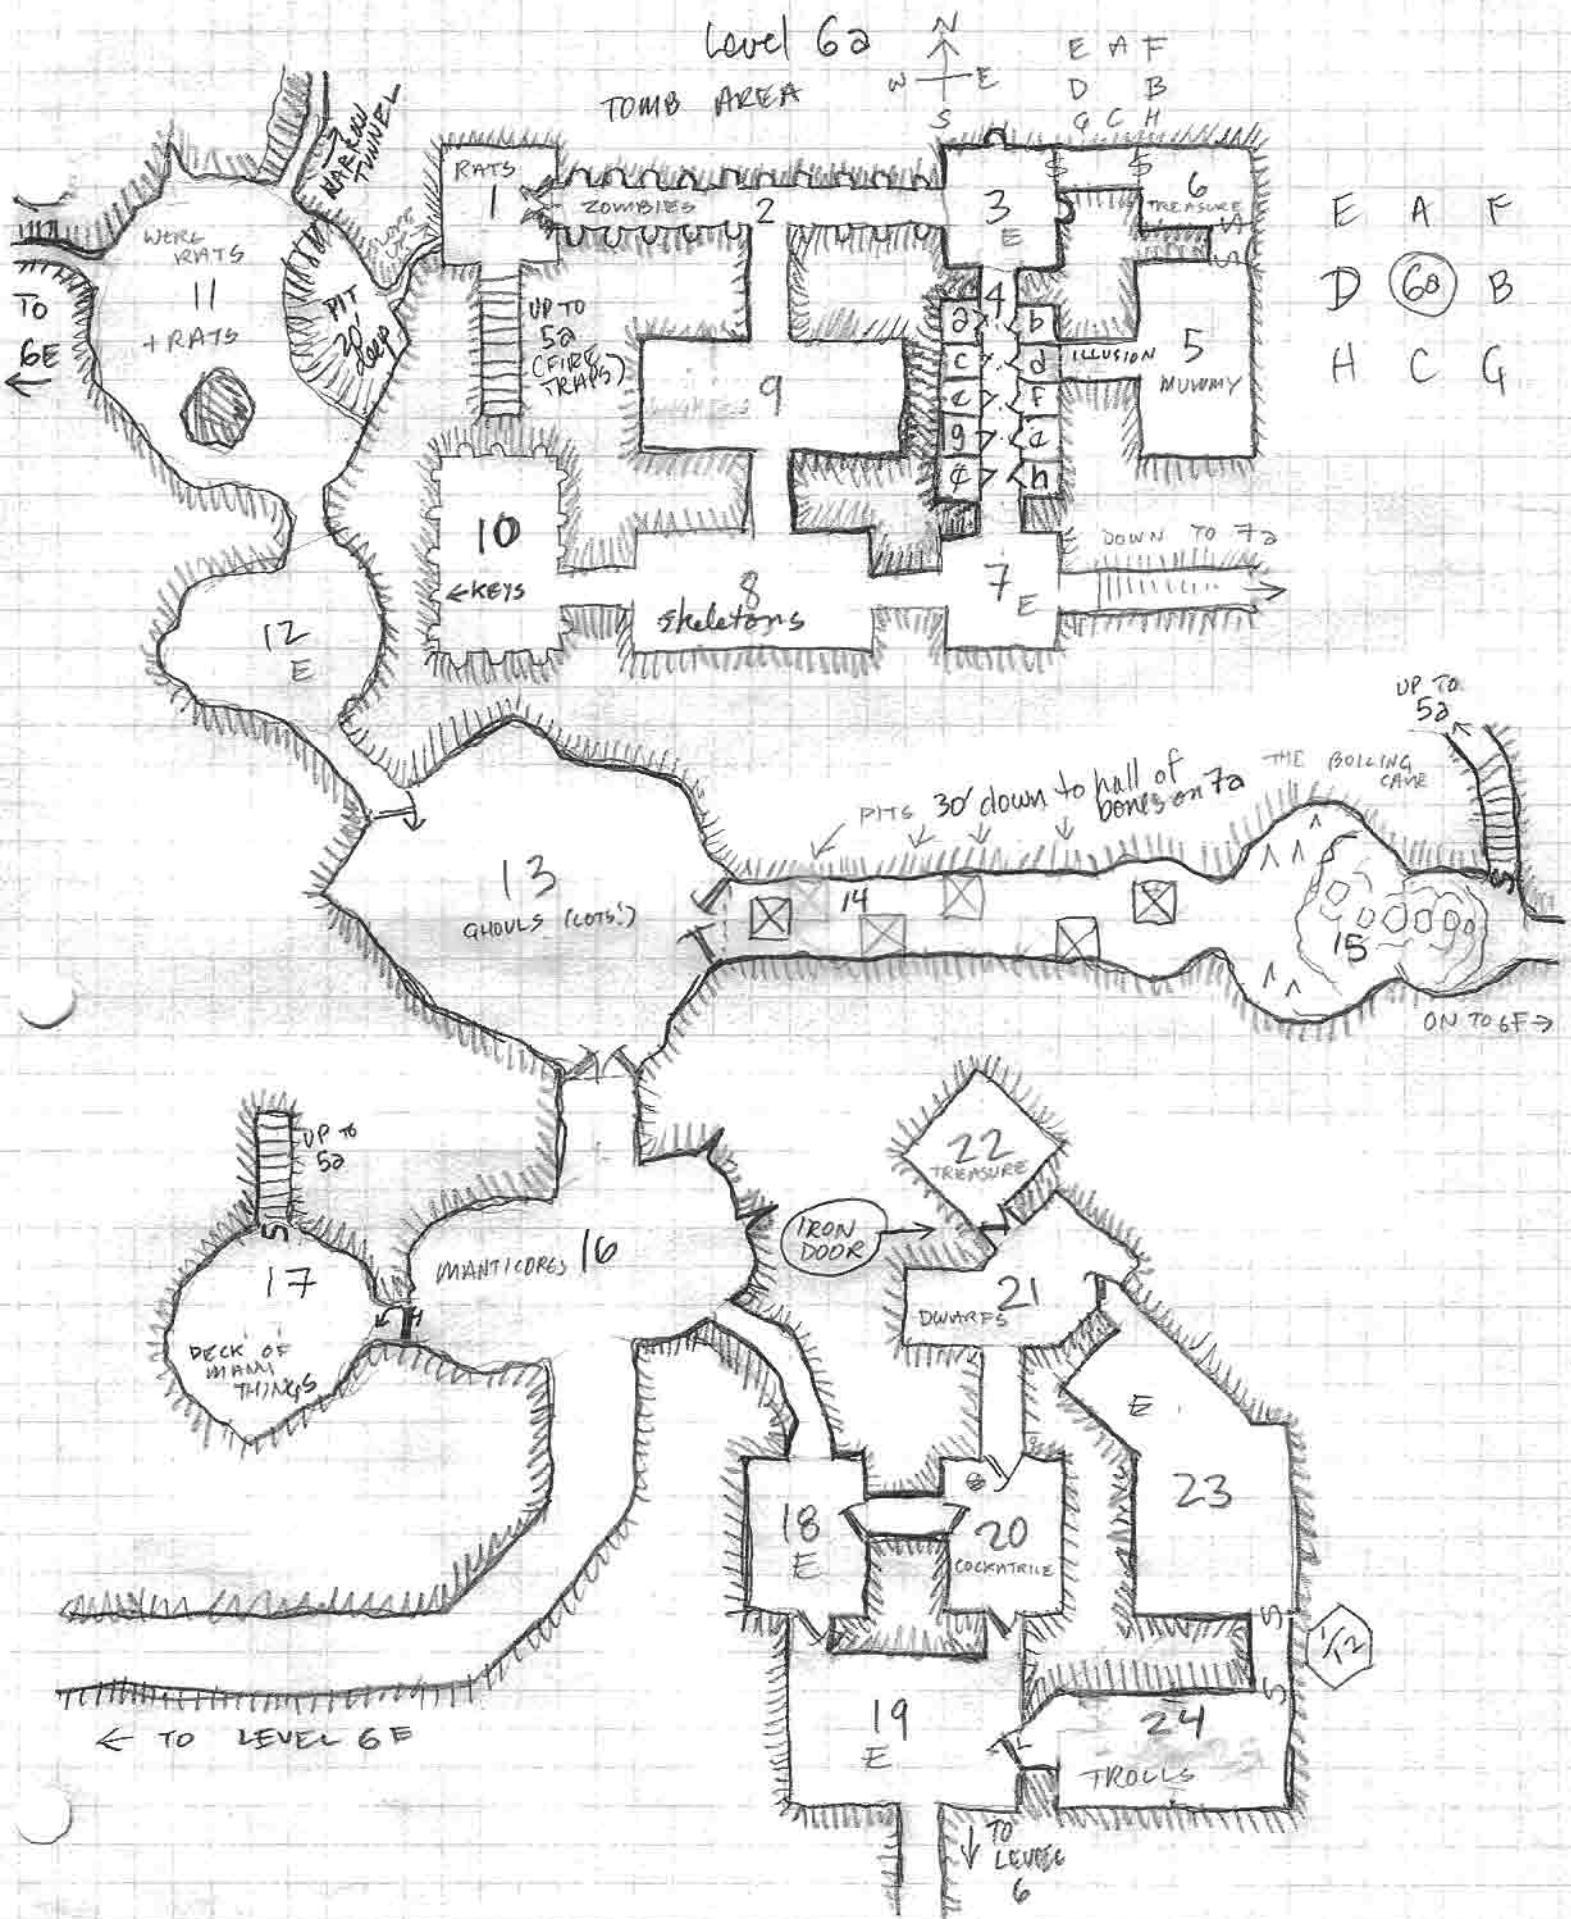 Level 6a
TOMB AREA
N
W E
S
E A F
D B
G C H
E A F
D 6a B
H C G
NARROW
TUNNEL
RATS
1
ZOMBIES
2
3
E
S
S
6
TREASURE
S
S
WERE
RATS
11
+ RATS
PIT
20'
deep
TO
6E
UP TO
5a
(FIRE
TRAPS)
4
a b
c d
e f
g e
¢ h
ILLUSION
5
MUMMY
9
10
← KEYS
8
skeletons
7
E
DOWN TO 7a
12
E
UP TO
5a
THE BOILING
CAVE
PITS 30' down to hall of
bones on 7a
13
GHOULS (LOTS!)
14
15
S
ON TO 6F →
UP TO
5a
S
17
DECK OF
MANY
THINGS
MANTICORES 16
22
TREASURE
IRON
DOOR
21
DWARFS
E
23
18
E
20
COCKATRICE
S
1/12
S
19
E
24
TROLLS
← TO LEVEL 6E
TO
LEVEL
6